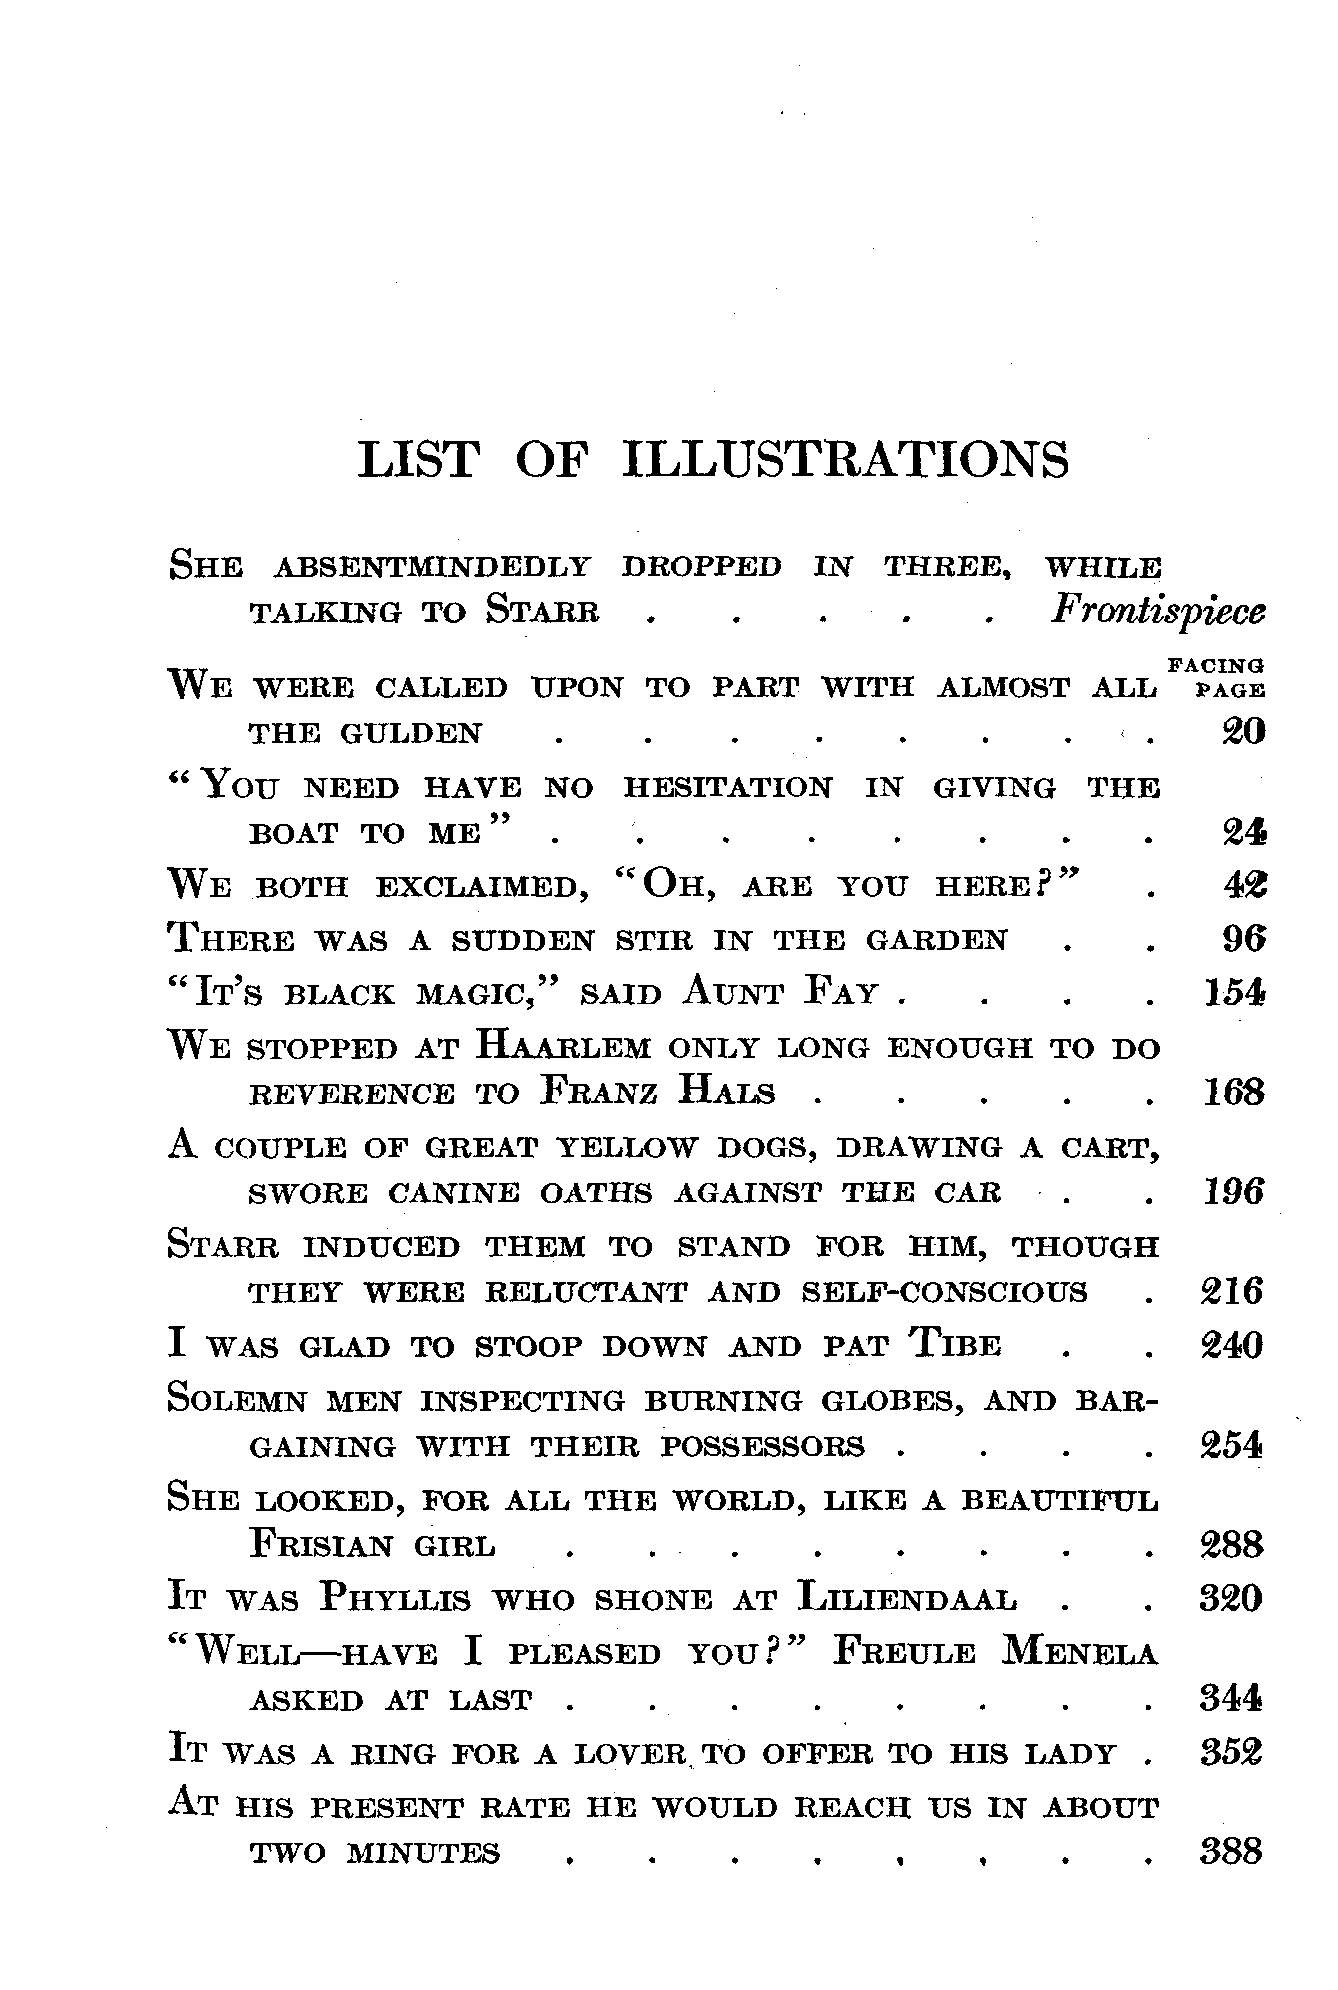 LIST OF ILLUSTRATIONS
She absentmindedly dropped in three, while
talking to Starr . . . . . Frontispiece
FACING
We were called upon to part with almost all PAGE
the gulden . . . . . . . . 20
"You need have no hesitation in giving the
boat to me" . . . . . . . . 24
We both exclaimed, "Oh, are you here?" . 42
There was a sudden stir in the garden . . 96
"It's black magic," said Aunt Fay . . . . 154
We stopped at Haarlem only long enough to do
reverence to Franz Hals . . . . . 168
A couple of great yellow dogs, drawing a cart,
swore canine oaths against the car . . 196
Starr induced them to stand for him, though
they were reluctant and self-conscious . 216
I was glad to stoop down and pat Tibe . . 240
Solemn men inspecting burning globes, and bar-
gaining with their possessors . . . . 254
She looked, for all the world, like a beautiful
Frisian girl . . . . . . . . 288
It was Phyllis who shone at Liliendaal . . 320
"Well—have I pleased you?" Freule Menela
asked at last . . . . . . . . 344
It was a ring for a lover to offer to his lady . 352
At his present rate he would reach us in about
two minutes . . . . . . . . 388